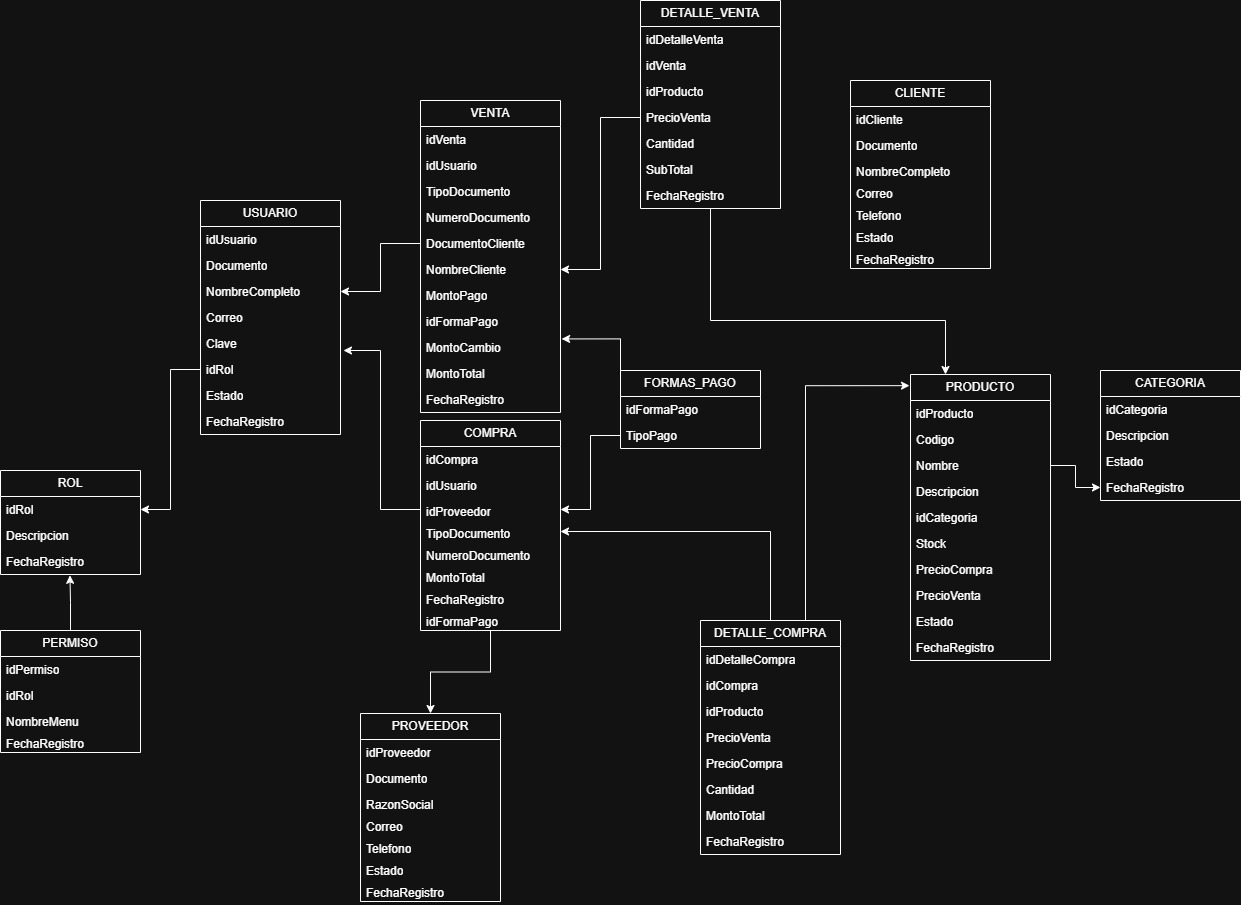 DETALLE_VENTA
idDetalleVenta
idVenta
idProducto
PrecioVenta
Cantidad
SubTotal
FechaRegistro
CLIENTE
idCliente
Documento
NombreCompleto
Correo
Telefono
Estado
FechaRegistro
VENTA
idVenta
idUsuario
TipoDocumento
NumeroDocumento
DocumentoCliente
NombreCliente
MontoPago
idFormaPago
MontoCambio
MontoTotal
FechaRegistro
USUARIO
idUsuario
Documento
NombreCompleto
Correo
Clave
idRol
Estado
FechaRegistro
FORMAS_PAGO
idFormaPago
TipoPago
PRODUCTO
idProducto
Codigo
Nombre
Descripcion
idCategoria
Stock
PrecioCompra
PrecioVenta
Estado
FechaRegistro
CATEGORIA
idCategoria
Descripcion
Estado
FechaRegistro
COMPRA
idCompra
idUsuario
idProveedor
TipoDocumento
NumeroDocumento
MontoTotal
FechaRegistro
idFormaPago
ROL
idRol
Descripcion
FechaRegistro
PERMISO
idPermiso
idRol
NombreMenu
FechaRegistro
DETALLE_COMPRA
idDetalleCompra
idCompra
idProducto
PrecioVenta
PrecioCompra
Cantidad
MontoTotal
FechaRegistro
PROVEEDOR
idProveedor
Documento
RazonSocial
Correo
Telefono
Estado
FechaRegistro